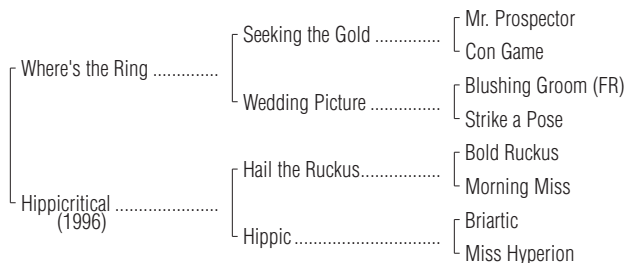 Mr. Prospector
Seeking the Gold ..............
Con Game
Where's the Ring ..............
Blushing Groom (FR)
Wedding Picture ...............
Strike a Pose
Bold Ruckus
Hail the Ruckus.................
Morning Miss
Hippicritical ......................
(1996)
Briartic
Hippic ...............................
Miss Hyperion